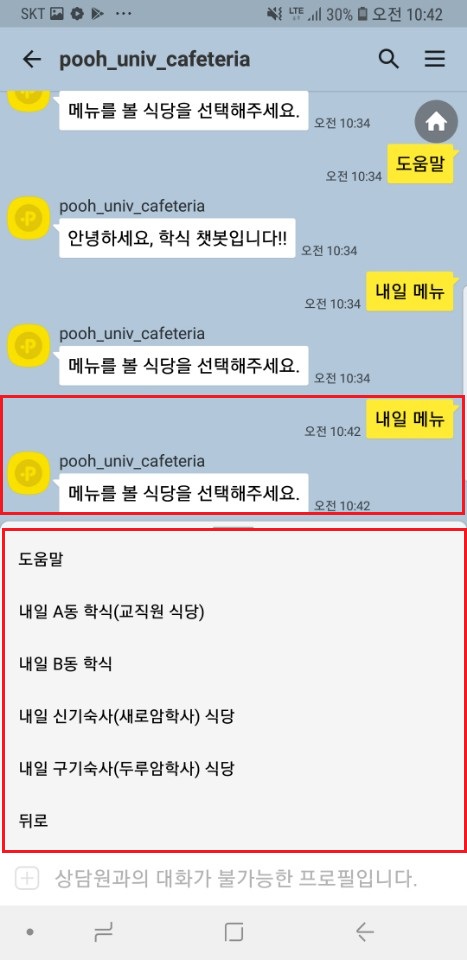 SKT LTE 30% 오전 10:42
pooh_univ_cafeteria
메뉴를 볼 식당을 선택해주세요. 오전 10:34
오전 10:34 도움말
pooh_univ_cafeteria
안녕하세요, 학식 챗봇입니다!! 오전 10:34
오전 10:34 내일 메뉴
pooh_univ_cafeteria
메뉴를 볼 식당을 선택해주세요. 오전 10:34
오전 10:42 내일 메뉴
pooh_univ_cafeteria
메뉴를 볼 식당을 선택해주세요. 오전 10:42
도움말
내일 A동 학식(교직원 식당)
내일 B동 학식
내일 신기숙사(새로암학사) 식당
내일 구기숙사(두루암학사) 식당
뒤로
상담원과의 대화가 불가능한 프로필입니다.